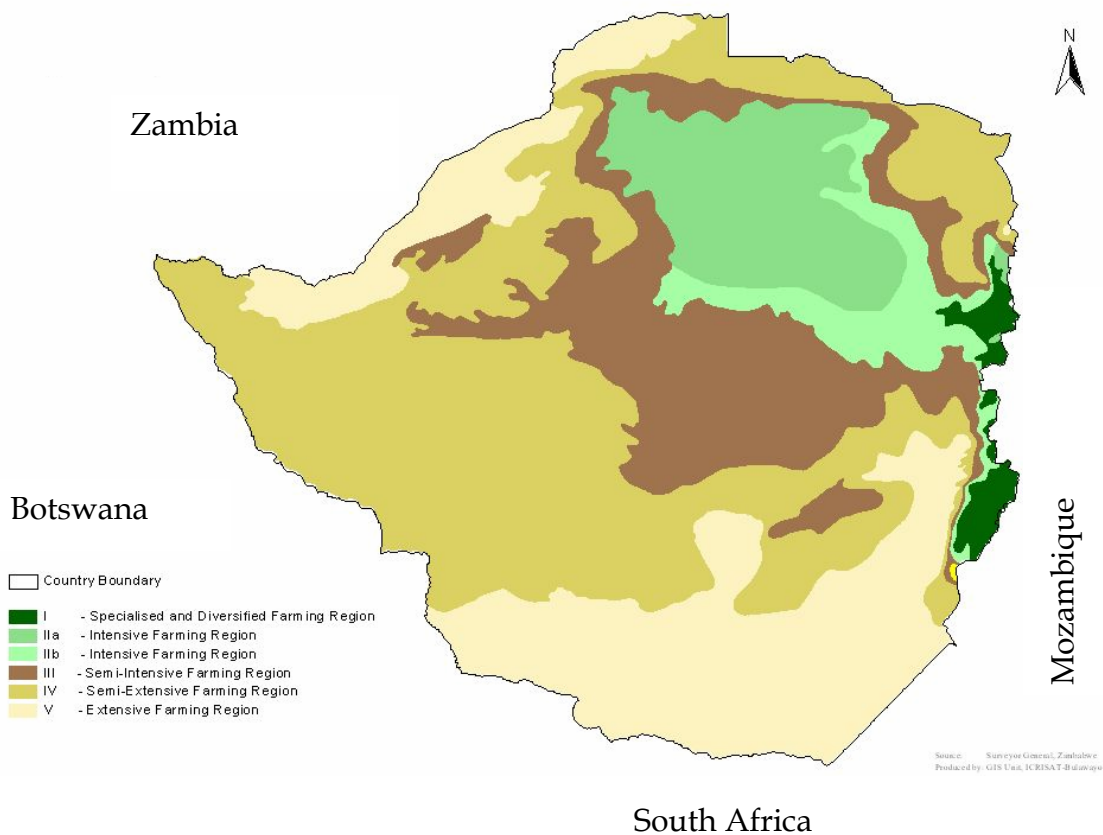 N
Zambia
Botswana
Mozambique
Country Boundary
I - Specialised and Diversified Farming Region
IIa - Intensive Farming Region
IIb - Intensive Farming Region
III - Semi-Intensive Farming Region
IV - Semi-Extensive Farming Region
V - Extensive Farming Region
Source: Surveyor General, Zimbabwe
Produced by: GIS Unit, ICRISAT-Bulawayo
South Africa